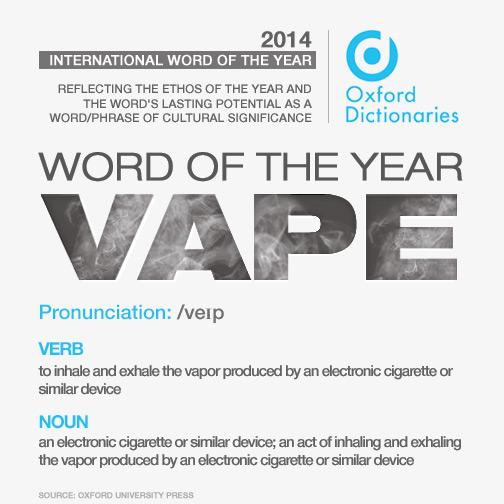 2014
INTERNATIONAL WORD OF THE YEAR
REFLECTING THE ETHOS OF THE YEAR AND
THE WORD'S LASTING POTENTIAL AS A
WORD/PHRASE OF CULTURAL SIGNIFICANCE
Oxford
Dictionaries
WORD OF THE YEAR
VAPE
Pronunciation: /veɪp
VERB
to inhale and exhale the vapor produced by an electronic cigarette or
similar device
NOUN
an electronic cigarette or similar device; an act of inhaling and exhaling
the vapor produced by an electronic cigarette or similar device
SOURCE: OXFORD UNIVERSITY PRESS